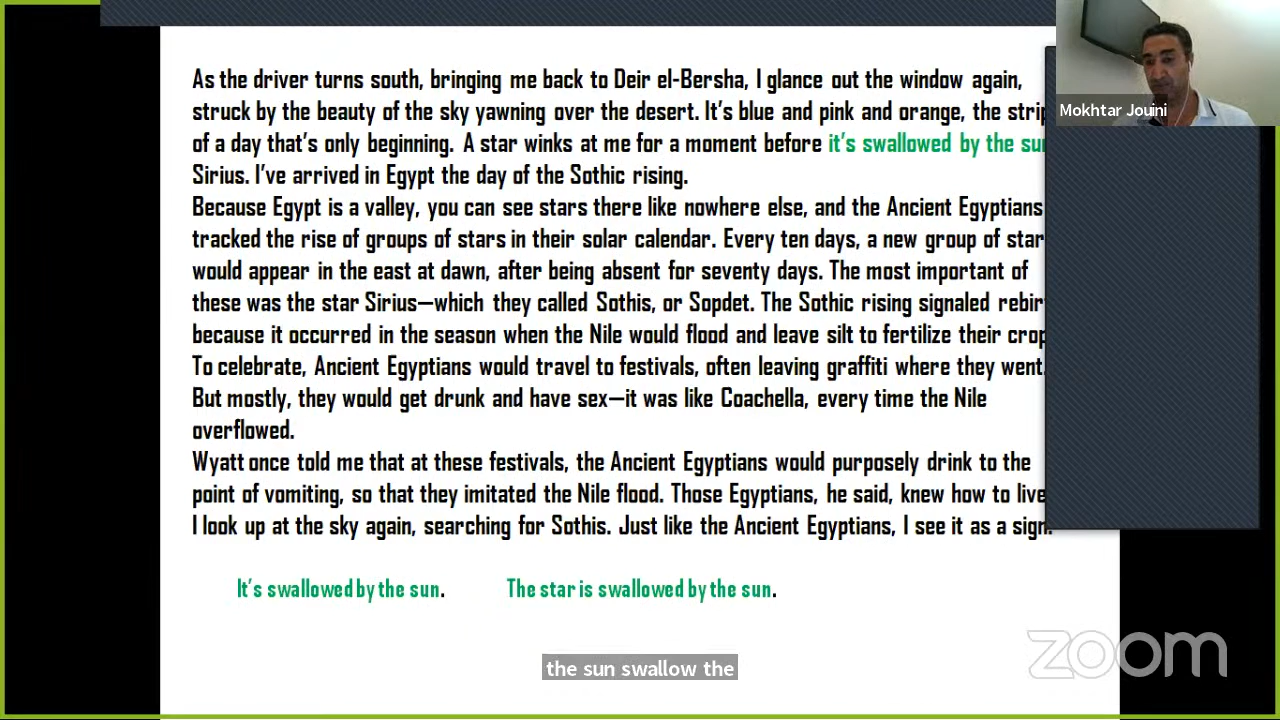 Mokhtar Jouini
As the driver turns south, bringing me back to Deir el-Bersha, I glance out the window again,
struck by the beauty of the sky yawning over the desert. It's blue and pink and orange, the
of a day that's only beginning. A star winks at me for a moment before it's swallowed by the
Sirius. I've arrived in Egypt the day of the Sothic rising.
Because Egypt is a valley, you can see stars there like nowhere else, and the Ancient Egyptians
tracked the rise of groups of stars in their solar calendar. Every ten days, a new group of star
would appear in the east at dawn, after being absent for seventy days. The most important of
these was the star Sirius—which they called Sothis, or Sopdet. The Sothic rising signaled
because it occurred in the season when the Nile would flood and leave silt to fertilize their crop
To celebrate, Ancient Egyptians would travel to festivals, often leaving graffiti where they went.
But mostly, they would get drunk and have sex—it was like Coachella, every time the Nile
overflowed.
Wyatt once told me that at these festivals, the Ancient Egyptians would purposely drink to the
point of vomiting, so that they imitated the Nile flood. Those Egyptians, he said, knew how to live
I look up at the sky again, searching for Sothis. Just like the Ancient Egyptians, I see it as a sign.
It's swallowed by the sun. The star is swallowed by the sun.
zoom
the sun swallow the